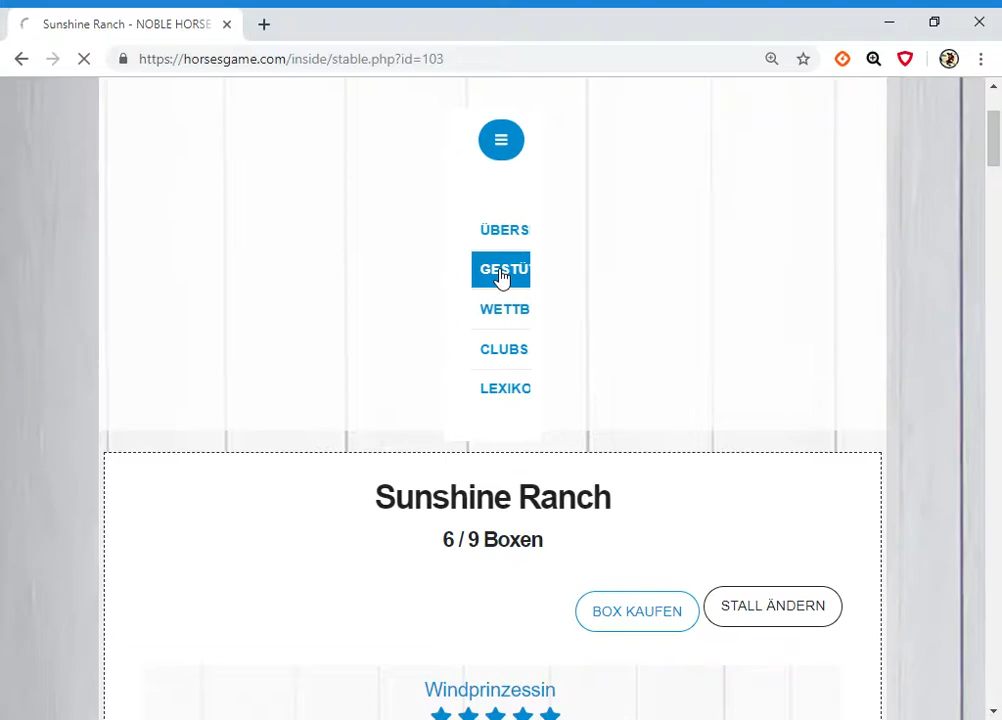 Sunshine Ranch - NOBLE HORSE
https://horsesgame.com/inside/stable.php?id=103
ÜBERS
GESTÜ
WETTB
CLUBS
LEXIKO
Sunshine Ranch
6 / 9 Boxen
BOX KAUFEN
STALL ÄNDERN
Windprinzessin